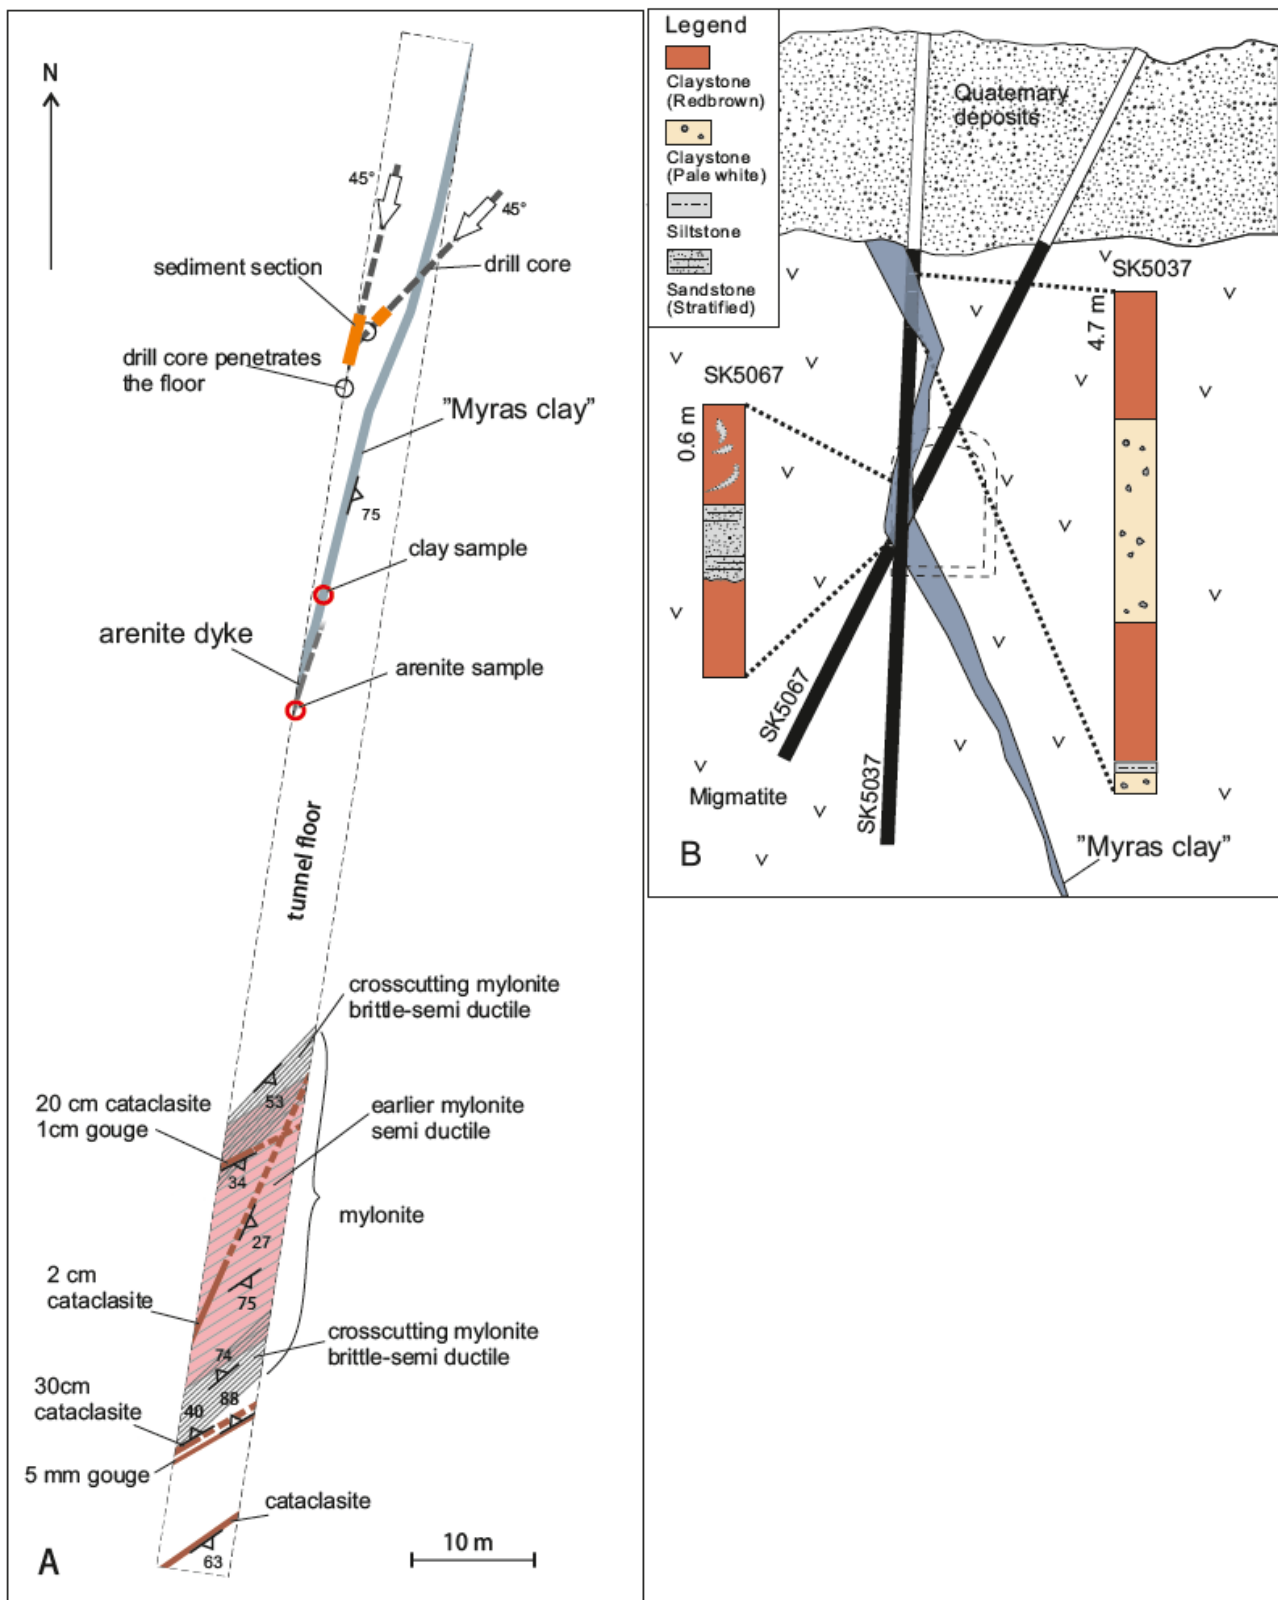 N
45°
45°
sediment section
drill core
drill core penetrates
the floor
"Myras clay"
75
clay sample
arenite dyke
arenite sample
tunnel floor
crosscutting mylonite
brittle-semi ductile
53
20 cm cataclasite
1cm gouge
earlier mylonite
semi ductile
34
mylonite
27
2 cm
cataclasite
75
crosscutting mylonite
brittle-semi ductile
74
30cm
cataclasite
88
40
5 mm gouge
cataclasite
63
10 m
A
Legend
Claystone
(Redbrown)
Claystone
(Pale white)
Siltstone
Sandstone
(Stratified)
Quaternary
deposits
SK5037
4.7 m
SK5067
0.6 m
SK5067
SK5037
Migmatite
"Myras clay"
B